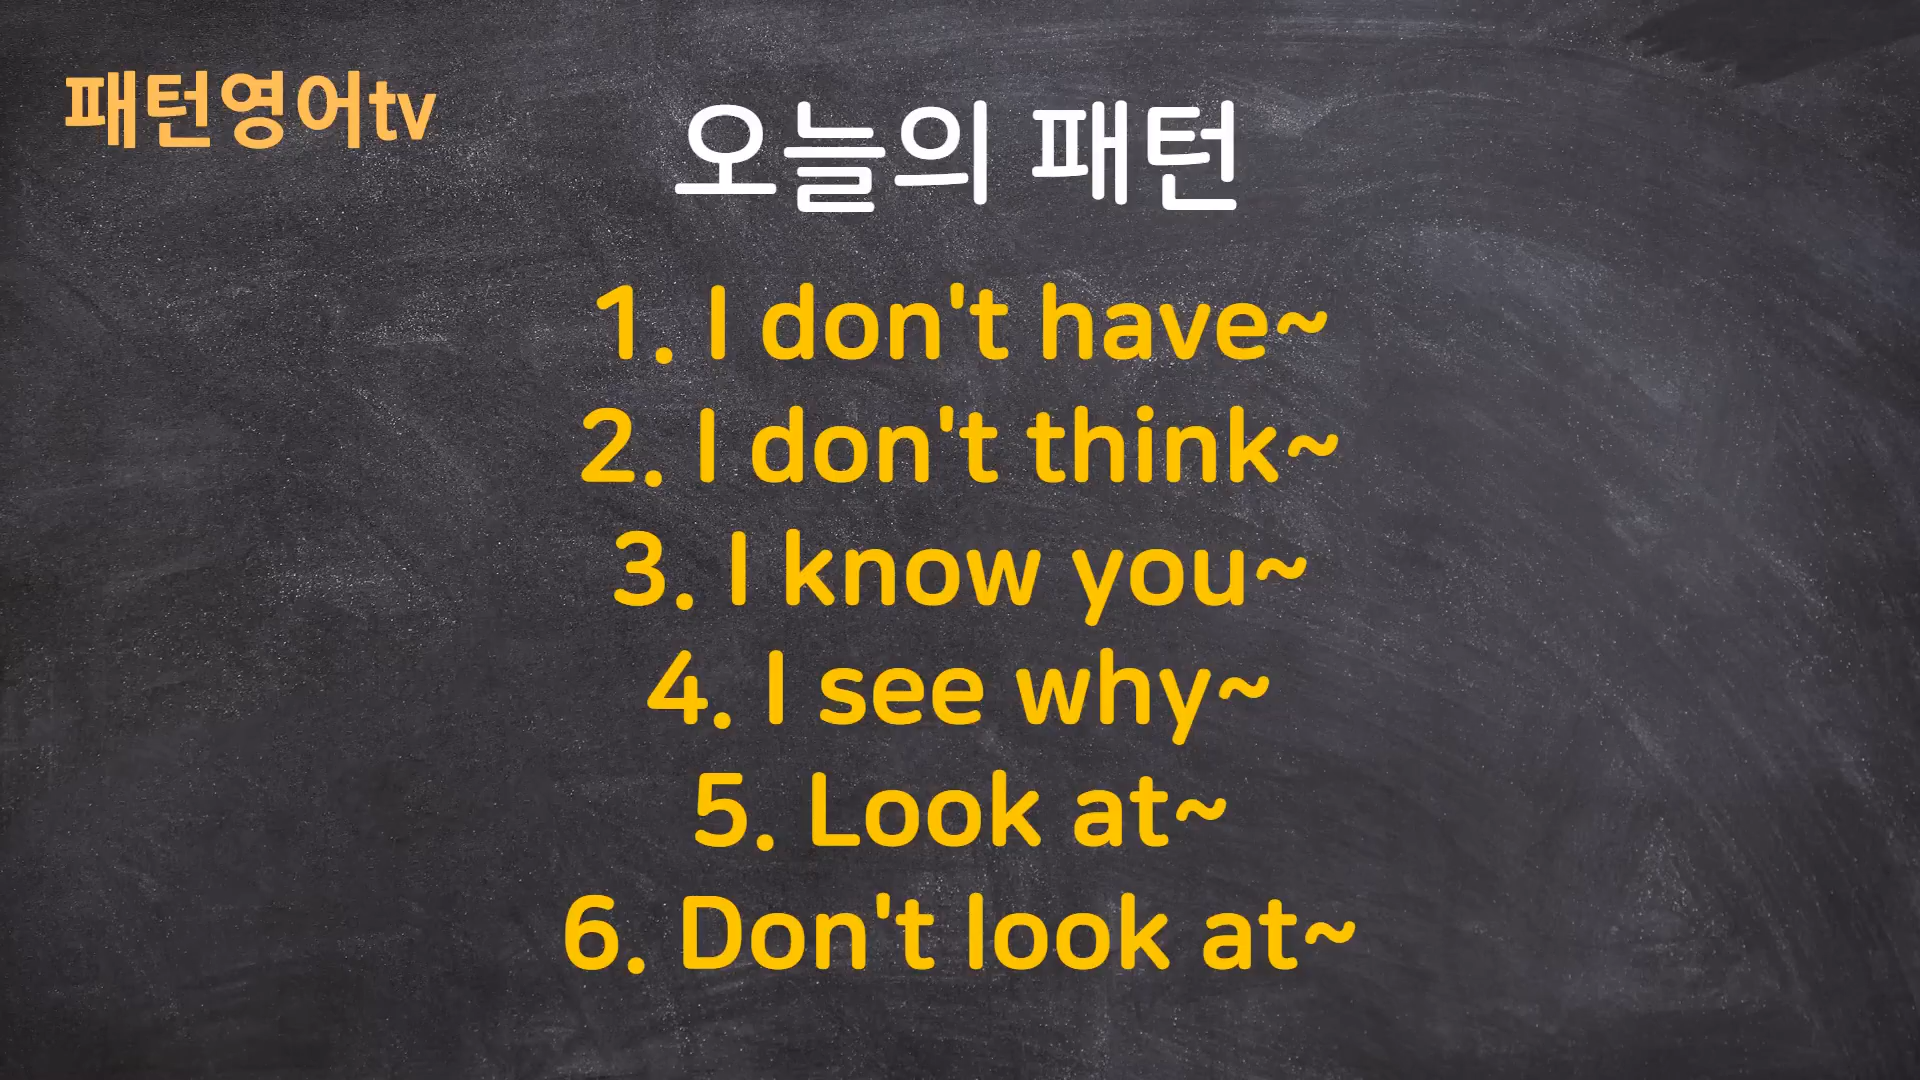 패턴영어tv
오늘의 패턴
1. I don't have~
2. I don't think~
3. I know you~
4. I see why~
5. Look at~
6. Don't look at~